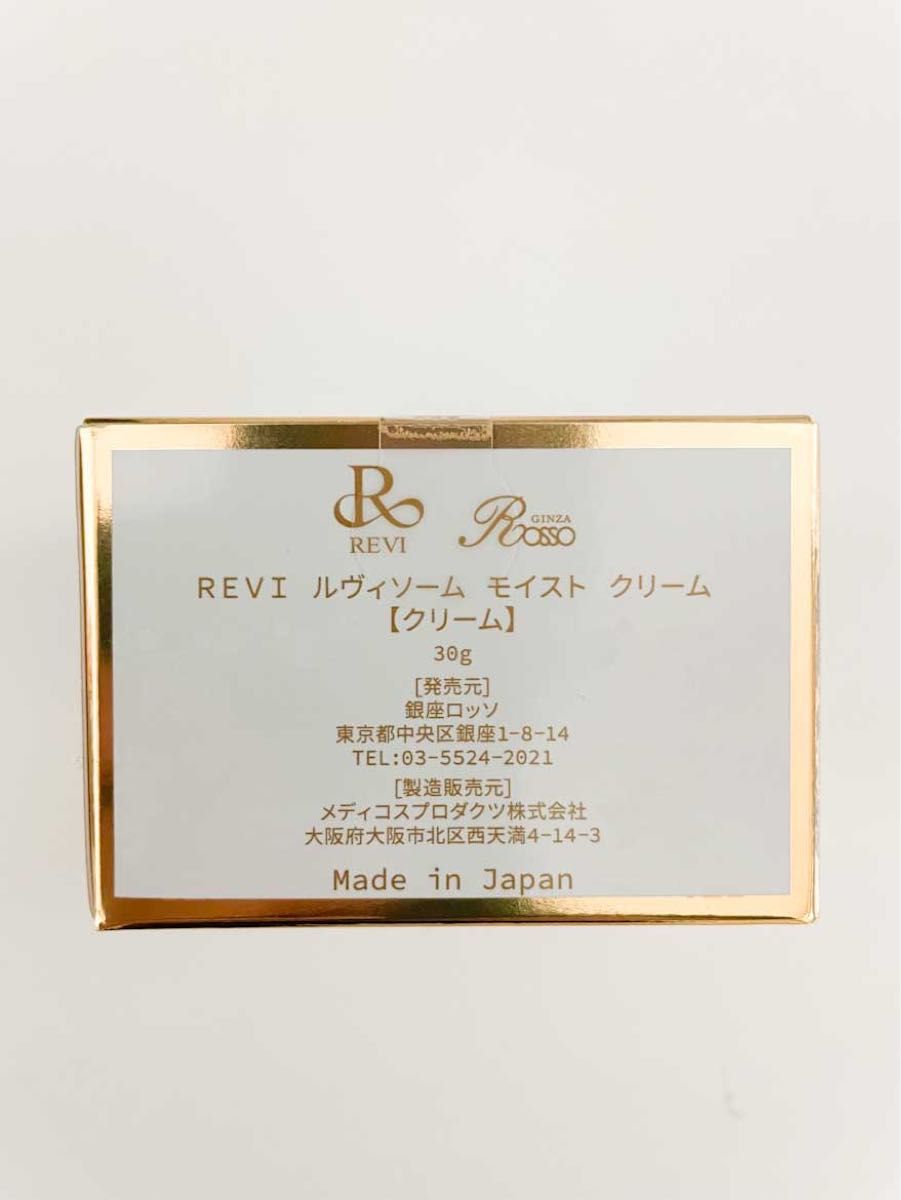 R
REVI
GINZA
Rosso
REVI ルヴィソーム モイスト クリーム
【クリーム】
30g
[発売元]
銀座ロッソ
東京都中央区銀座1-8-14
TEL:03-5524-2021
[製造販売元]
メディコスプロダクツ株式会社
大阪府大阪市北区西天満4-14-3
Made in Japan